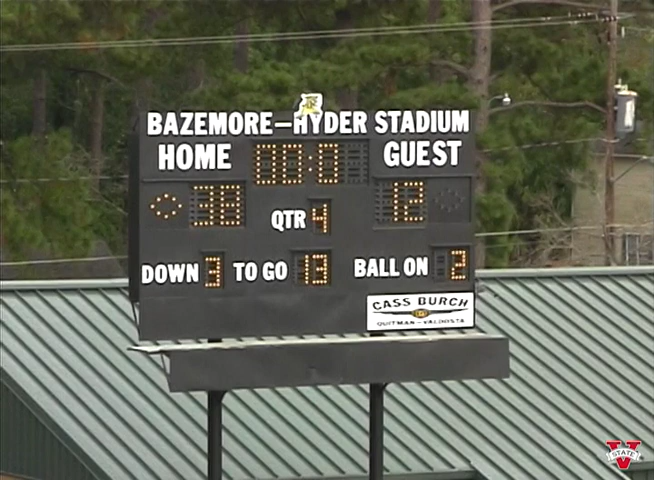 BAZEMORE-HYDER STADIUM
HOME 00:0 GUEST
38 QTR 4 12
DOWN 3 TO GO 13 BALL ON 2
CASS BURCH
QUITMAN - VALDOSTA
V STATE